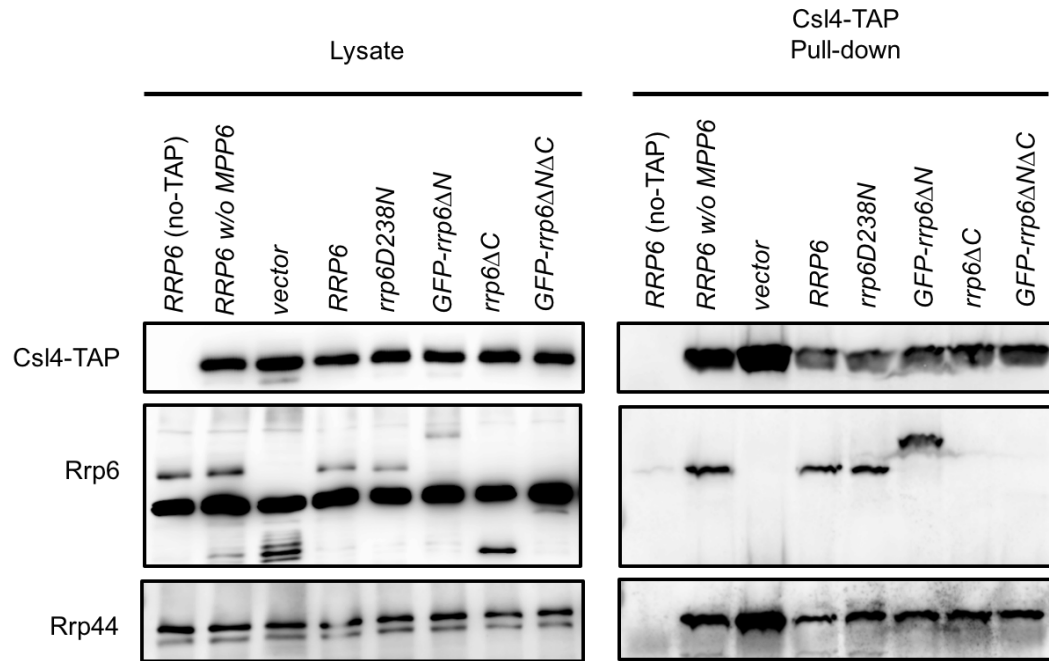 Lysate
Csl4-TAP
Pull-down
RRP6 (no-TAP)
RRP6 w/o MPP6
vector
RRP6
rrp6D238N
GFP-rrp6ΔN
rrp6ΔC
GFP-rrp6ΔNΔC
RRP6 (no-TAP)
RRP6 w/o MPP6
vector
RRP6
rrp6D238N
GFP-rrp6ΔN
rrp6ΔC
GFP-rrp6ΔNΔC
Csl4-TAP
Rrp6
Rrp44